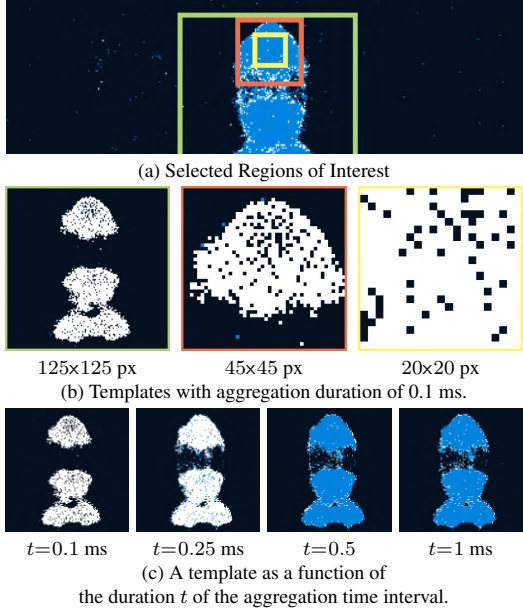 (a) Selected Regions of Interest
125×125 px 45×45 px 20×20 px
(b) Templates with aggregation duration of 0.1 ms.
t=0.1 ms t=0.25 ms t=0.5 t=1 ms
(c) A template as a function of
the duration t of the aggregation time interval.